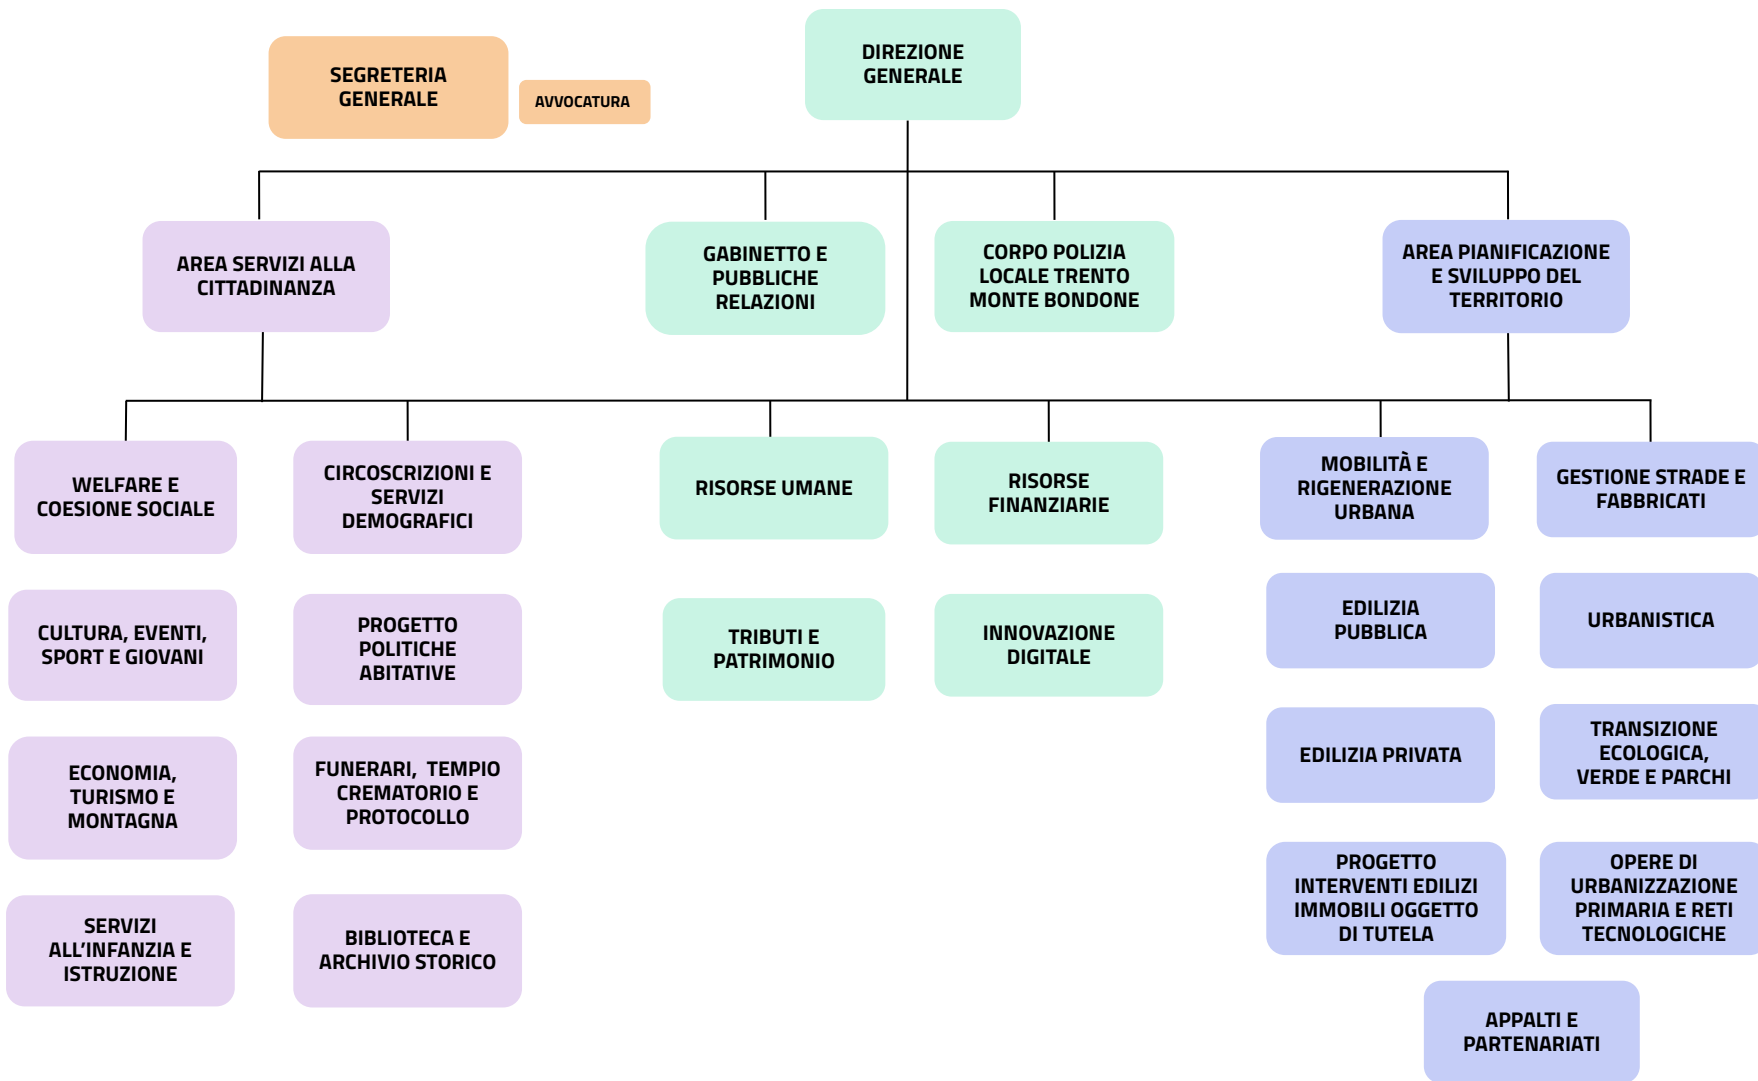 SEGRETERIA
GENERALE
AVVOCATURA
DIREZIONE
GENERALE
AREA SERVIZI ALLA
CITTADINANZA
GABINETTO E
PUBBLICHE
RELAZIONI
CORPO POLIZIA
LOCALE TRENTO
MONTE BONDONE
AREA PIANIFICAZIONE
E SVILUPPO DEL
TERRITORIO
WELFARE E
COESIONE SOCIALE
CIRCOSCRIZIONI E
SERVIZI
DEMOGRAFICI
RISORSE UMANE
RISORSE
FINANZIARIE
MOBILITÀ E
RIGENERAZIONE
URBANA
GESTIONE STRADE E
FABBRICATI
CULTURA, EVENTI,
SPORT E GIOVANI
PROGETTO
POLITICHE
ABITATIVE
TRIBUTI E
PATRIMONIO
INNOVAZIONE
DIGITALE
EDILIZIA
PUBBLICA
URBANISTICA
ECONOMIA,
TURISMO E
MONTAGNA
FUNERARI, TEMPIO
CREMATORIO E
PROTOCOLLO
EDILIZIA PRIVATA
TRANSIZIONE
ECOLOGICA,
VERDE E PARCHI
SERVIZI
ALL'INFANZIA E
ISTRUZIONE
BIBLIOTECA E
ARCHIVIO STORICO
PROGETTO
INTERVENTI EDILIZI
IMMOBILI OGGETTO
DI TUTELA
OPERE DI
URBANIZZAZIONE
PRIMARIA E RETI
TECNOLOGICHE
APPALTI E
PARTENARIATI